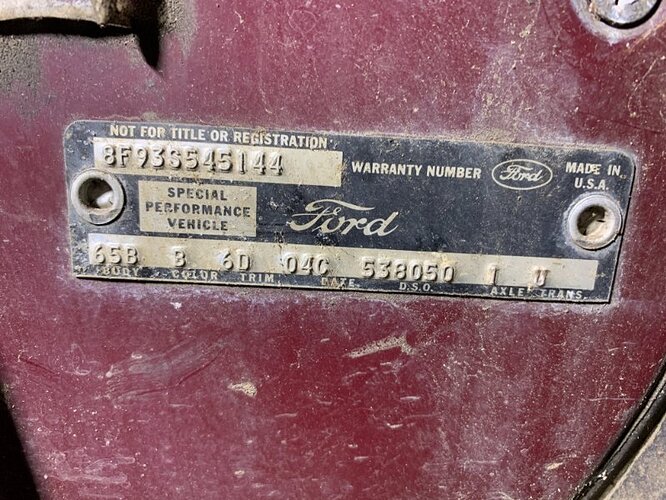 NOT FOR TITLE OR REGISTRATION
8F93S545144
WARRANTY NUMBER
Ford
MADE IN
U.S.A.
SPECIAL
PERFORMANCE
VEHICLE
Ford
65B 3 6D 04C 538050 1 U
BODY COLOR TRIM DATE D.S.O. AXLE TRANS.